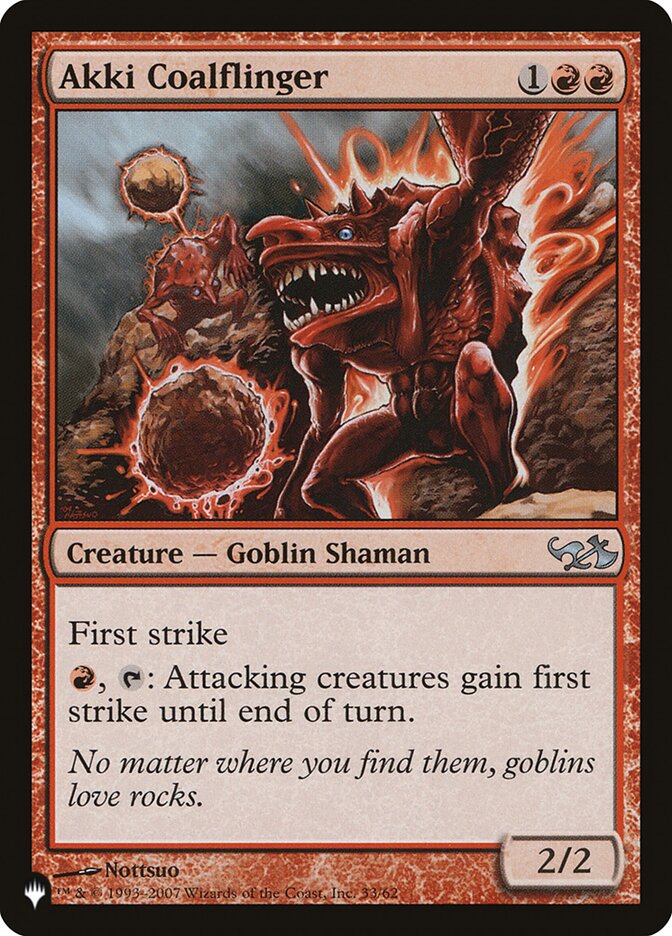 Akki Coalflinger 1
Creature — Goblin Shaman
First strike
, : Attacking creatures gain first
strike until end of turn.
No matter where you find them, goblins
love rocks.
2/2
Nottsuo
™ & © 1993–2007 Wizards of the Coast, Inc. 33/62